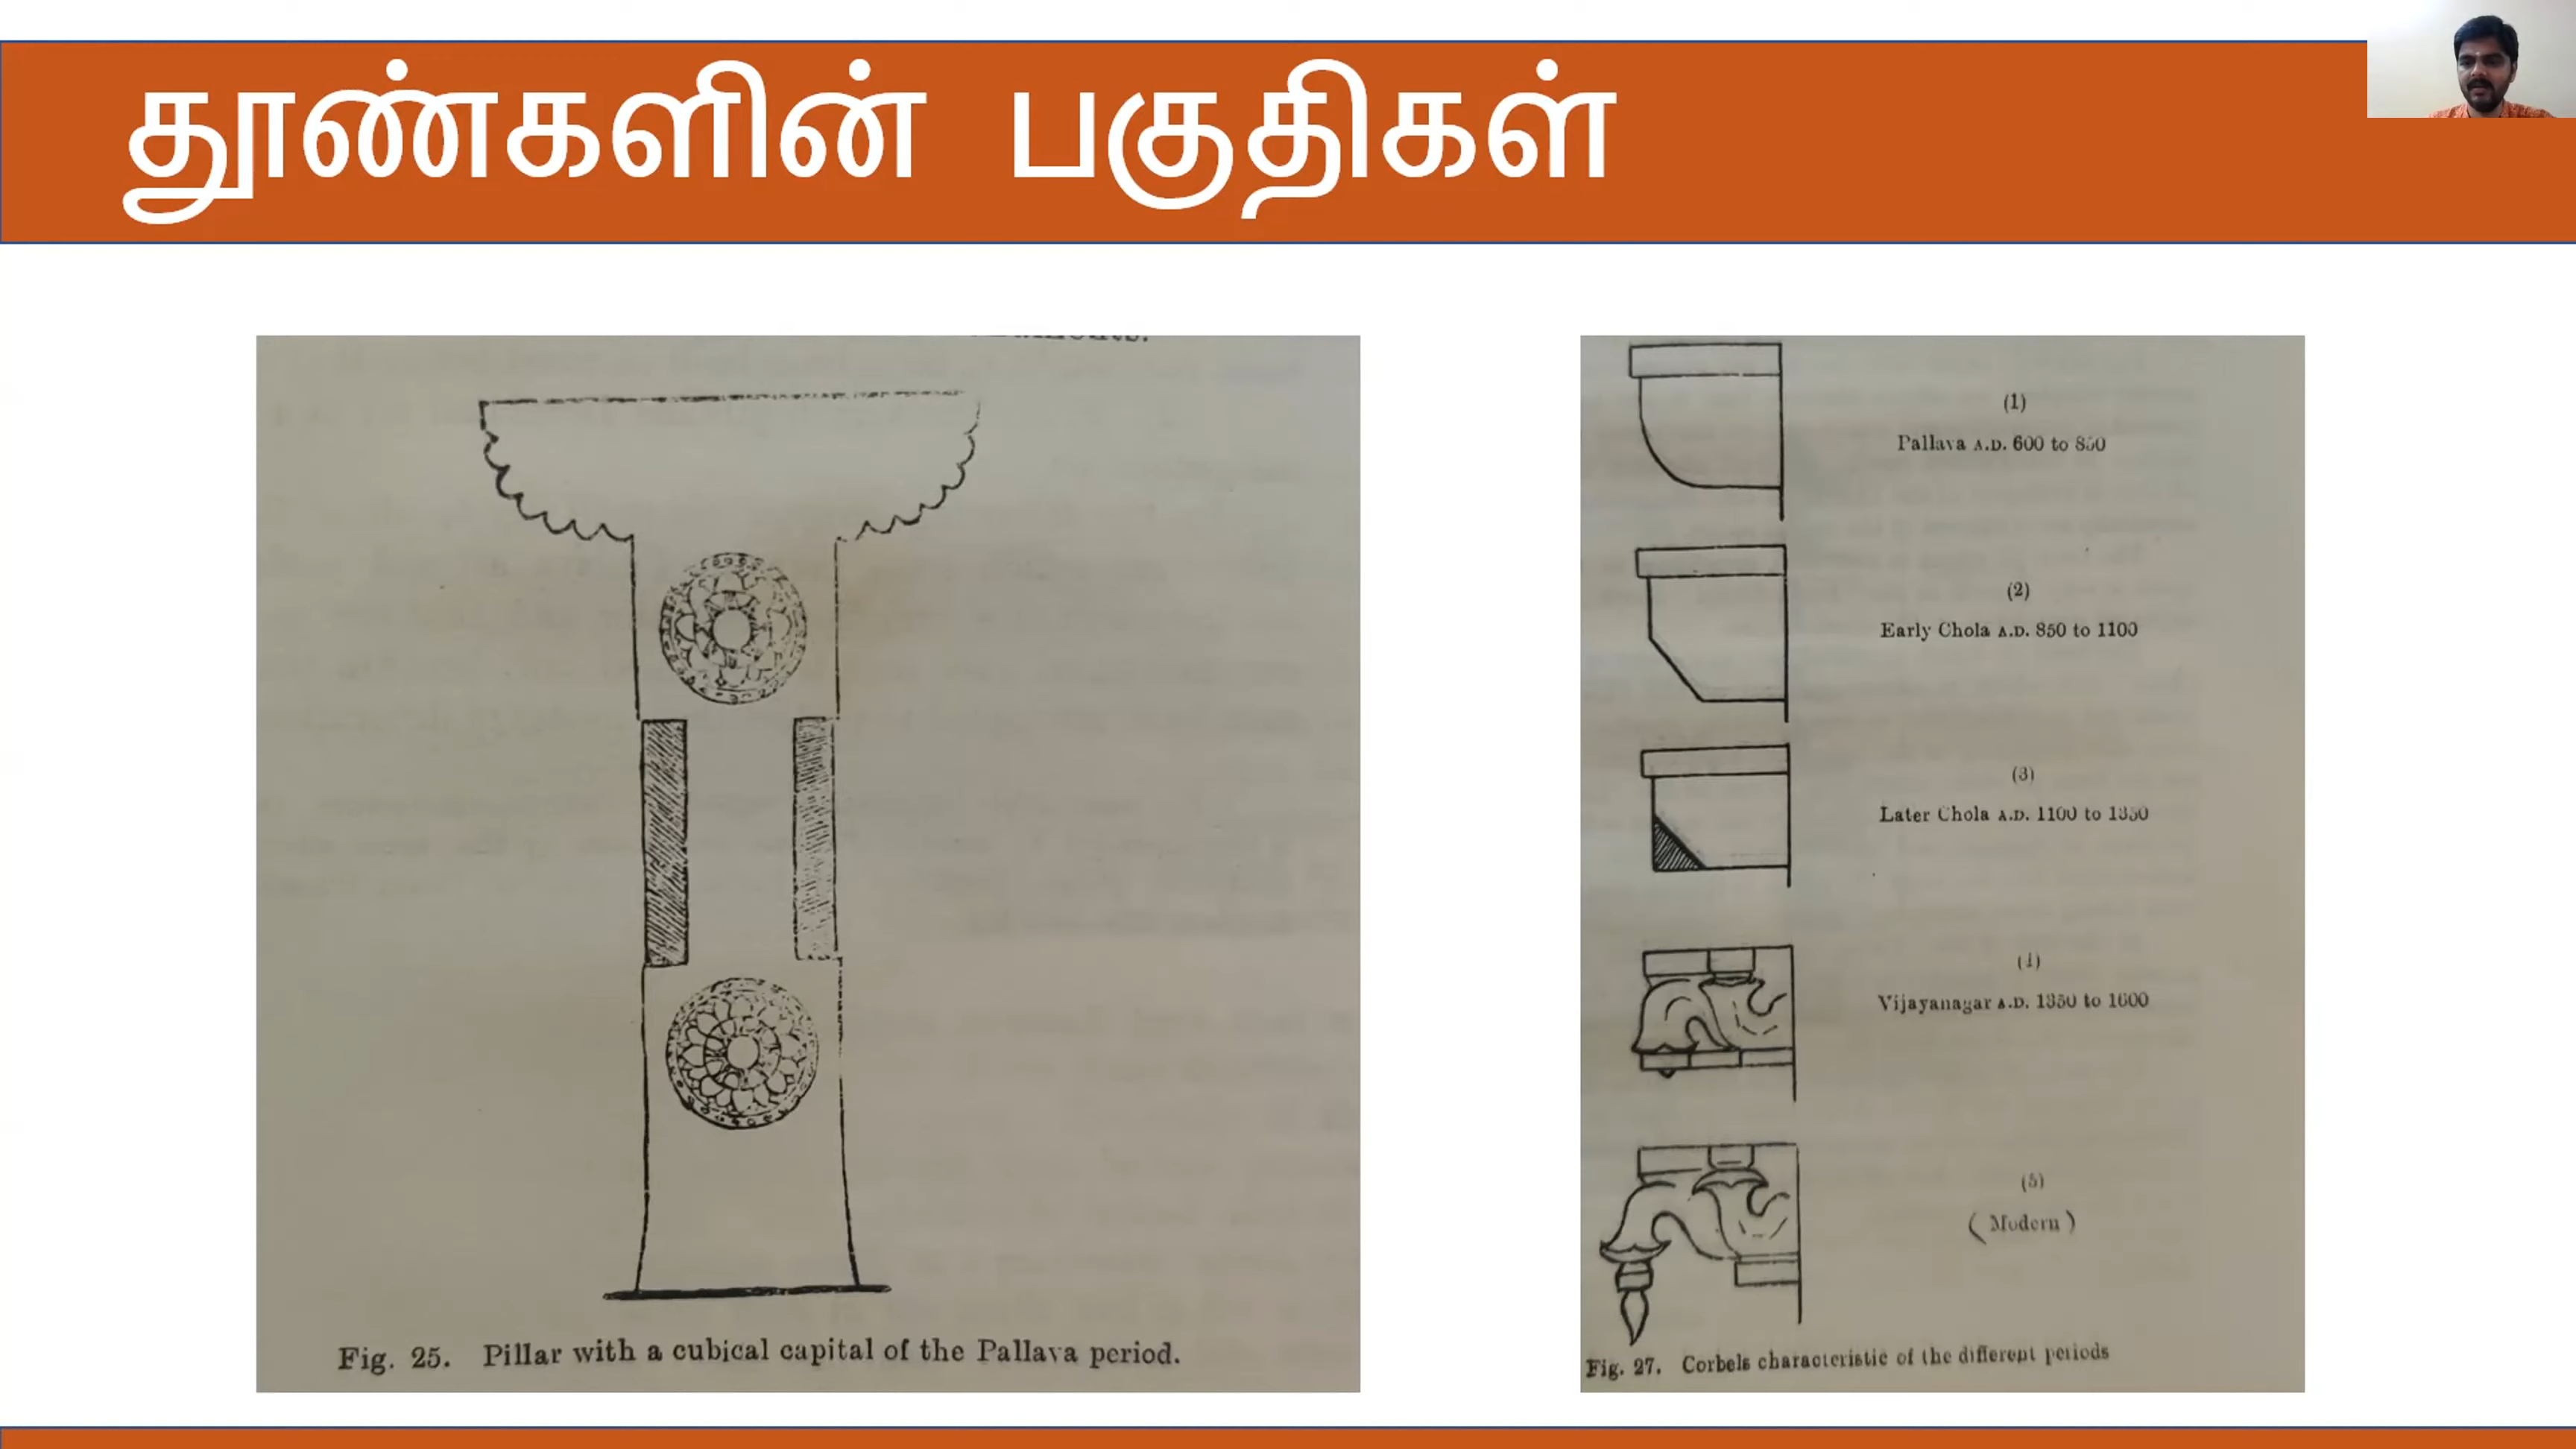 தூண்களின் பகுதிகள்
Fig. 25. Pillar with a cubical capital of the Pallava period.
(1)
Pallava A.D. 600 to 850
(2)
Early Chola A.D. 850 to 1100
(3)
Later Chola A.D. 1100 to 1350
(4)
Vijayanagar A.D. 1350 to 1600
(5)
( Modern )
Fig. 27. Corbels characteristic of the different periods